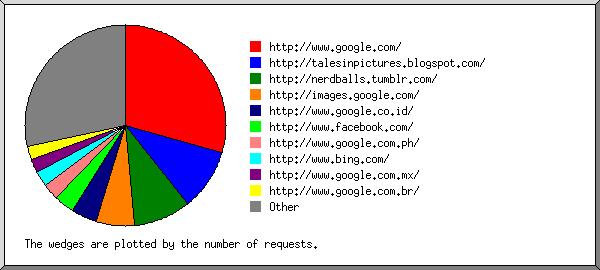 http://www.google.com/
http://talesinpictures.blogspot.com/
http://nerdballs.tumblr.com/
http://images.google.com/
http://www.google.co.id/
http://www.facebook.com/
http://www.google.com.ph/
http://www.bing.com/
http://www.google.com.mx/
http://www.google.com.br/
Other
The wedges are plotted by the number of requests.